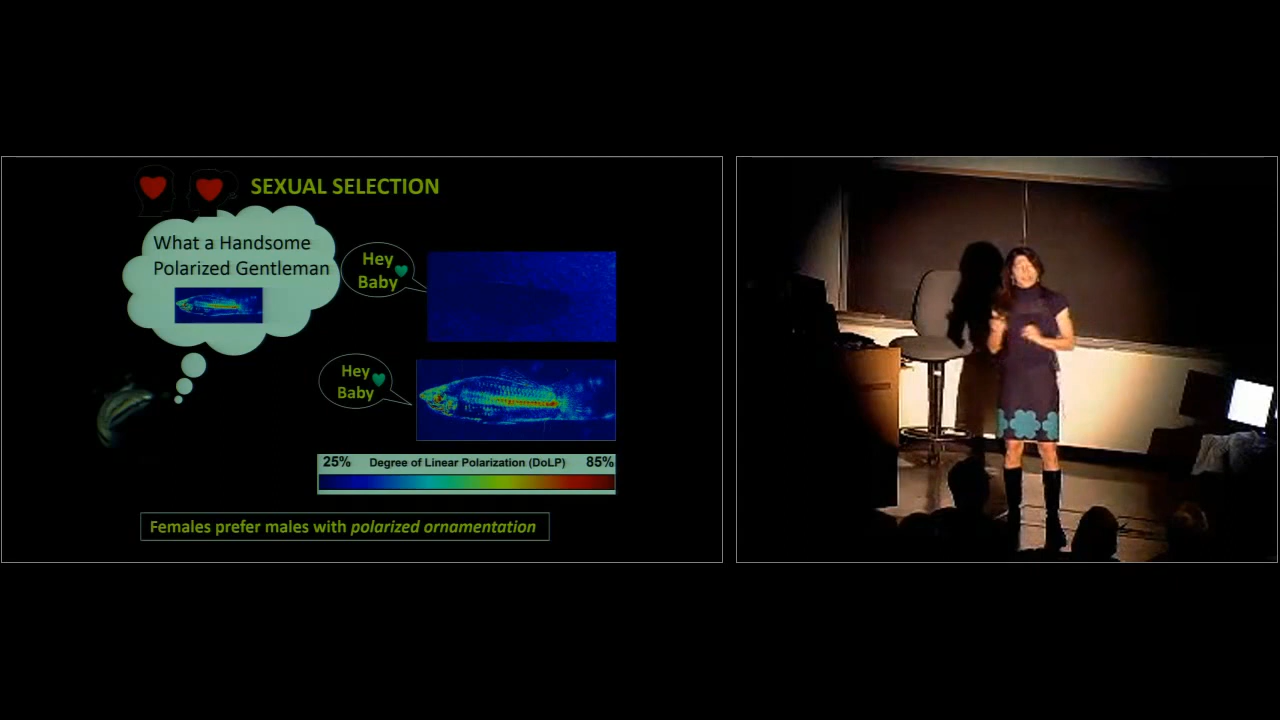 SEXUAL SELECTION
What a Handsome
Polarized Gentleman
Hey
Baby
Hey
Baby
25% Degree of Linear Polarization (DoLP) 85%
Females prefer males with polarized ornamentation